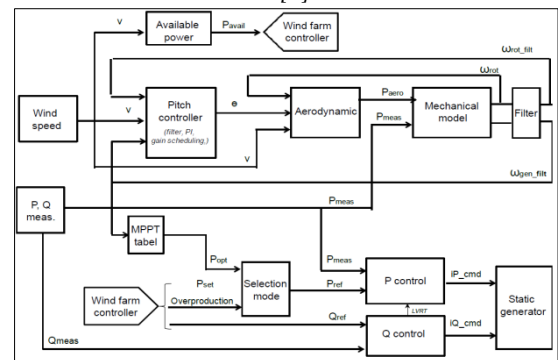 Available
power
Pavail
Wind farm
controller
v
ωrot_filt
ωrot
Wind
speed
v
Pitch
controller
(filter, PI,
gain scheduling,)
e
Aerodynamic
Paero
Pmeas
Mechanical
model
Filter
v
ωgen_filt
P, Q
meas.
Pmeas
MPPT
tabel
Popt
Pmeas
Pset
Wind farm
controller
Overproduction
Selection
mode
Pref
P control
iP_cmd
Static
generator
LVRT
Qref
Qmeas
Q control
iQ_cmd